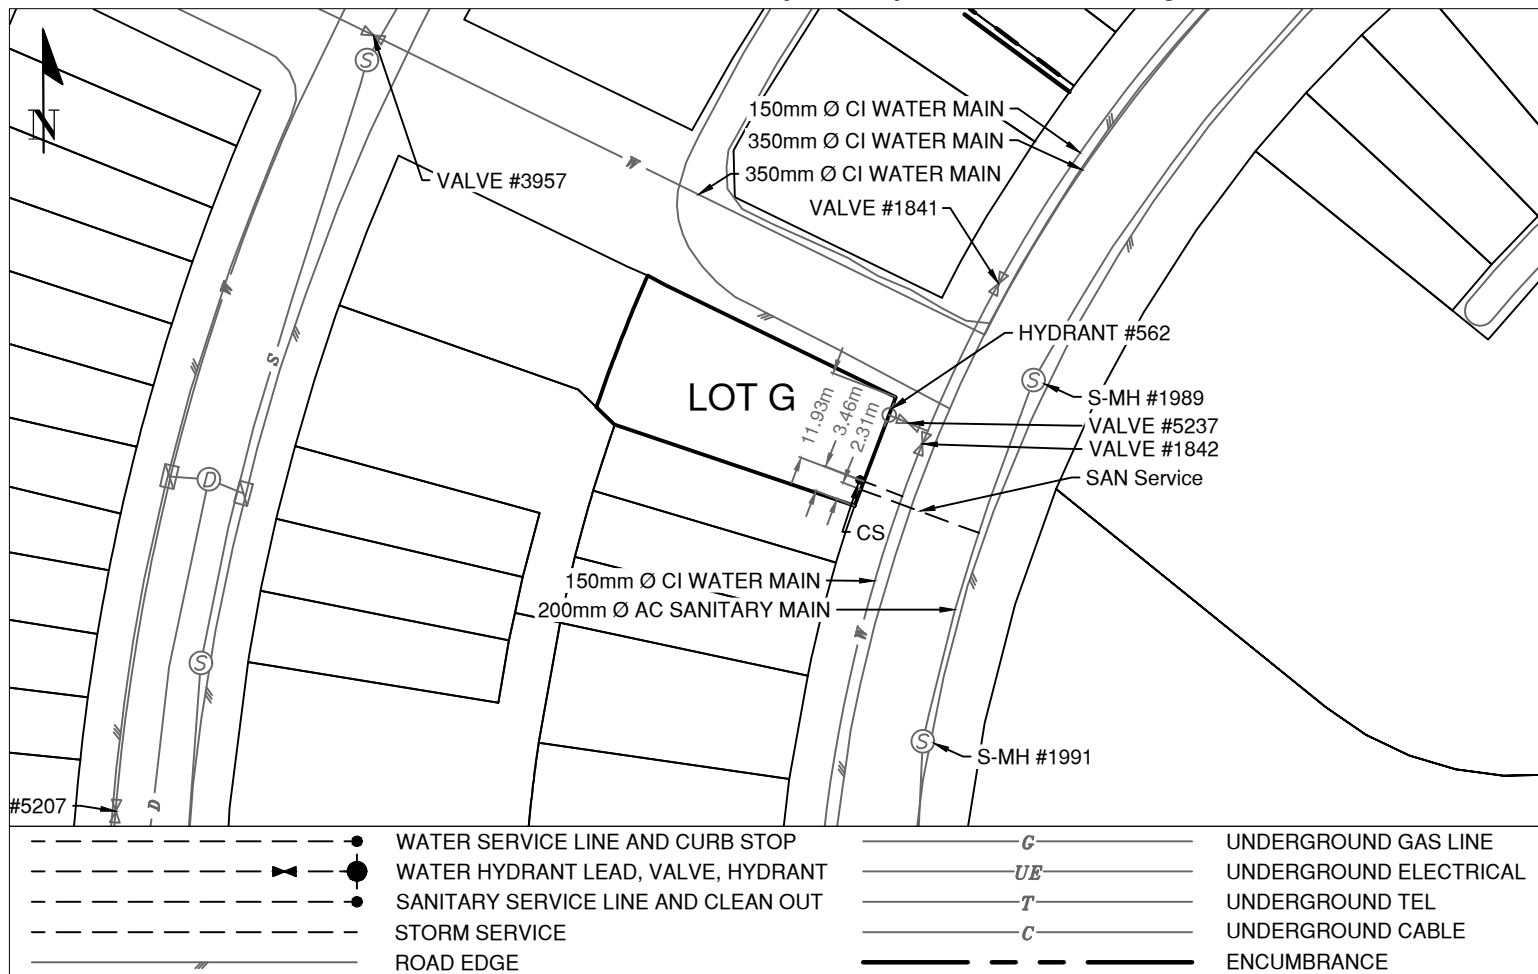 N
S
VALVE #3957
W
150mm Ø CI WATER MAIN
350mm Ø CI WATER MAIN
350mm Ø CI WATER MAIN
VALVE #1841
W
HYDRANT #562
S
LOT G
11.93m
3.46m
2.31m
S
S-MH #1989
VALVE #5237
VALVE #1842
SAN Service
D
CS
150mm Ø CI WATER MAIN
200mm Ø AC SANITARY MAIN
W
S
S
S-MH #1991
#5207
D
WATER SERVICE LINE AND CURB STOP
WATER HYDRANT LEAD, VALVE, HYDRANT
SANITARY SERVICE LINE AND CLEAN OUT
STORM SERVICE
ROAD EDGE
G UNDERGROUND GAS LINE
UE UNDERGROUND ELECTRICAL
T UNDERGROUND TEL
C UNDERGROUND CABLE
ENCUMBRANCE